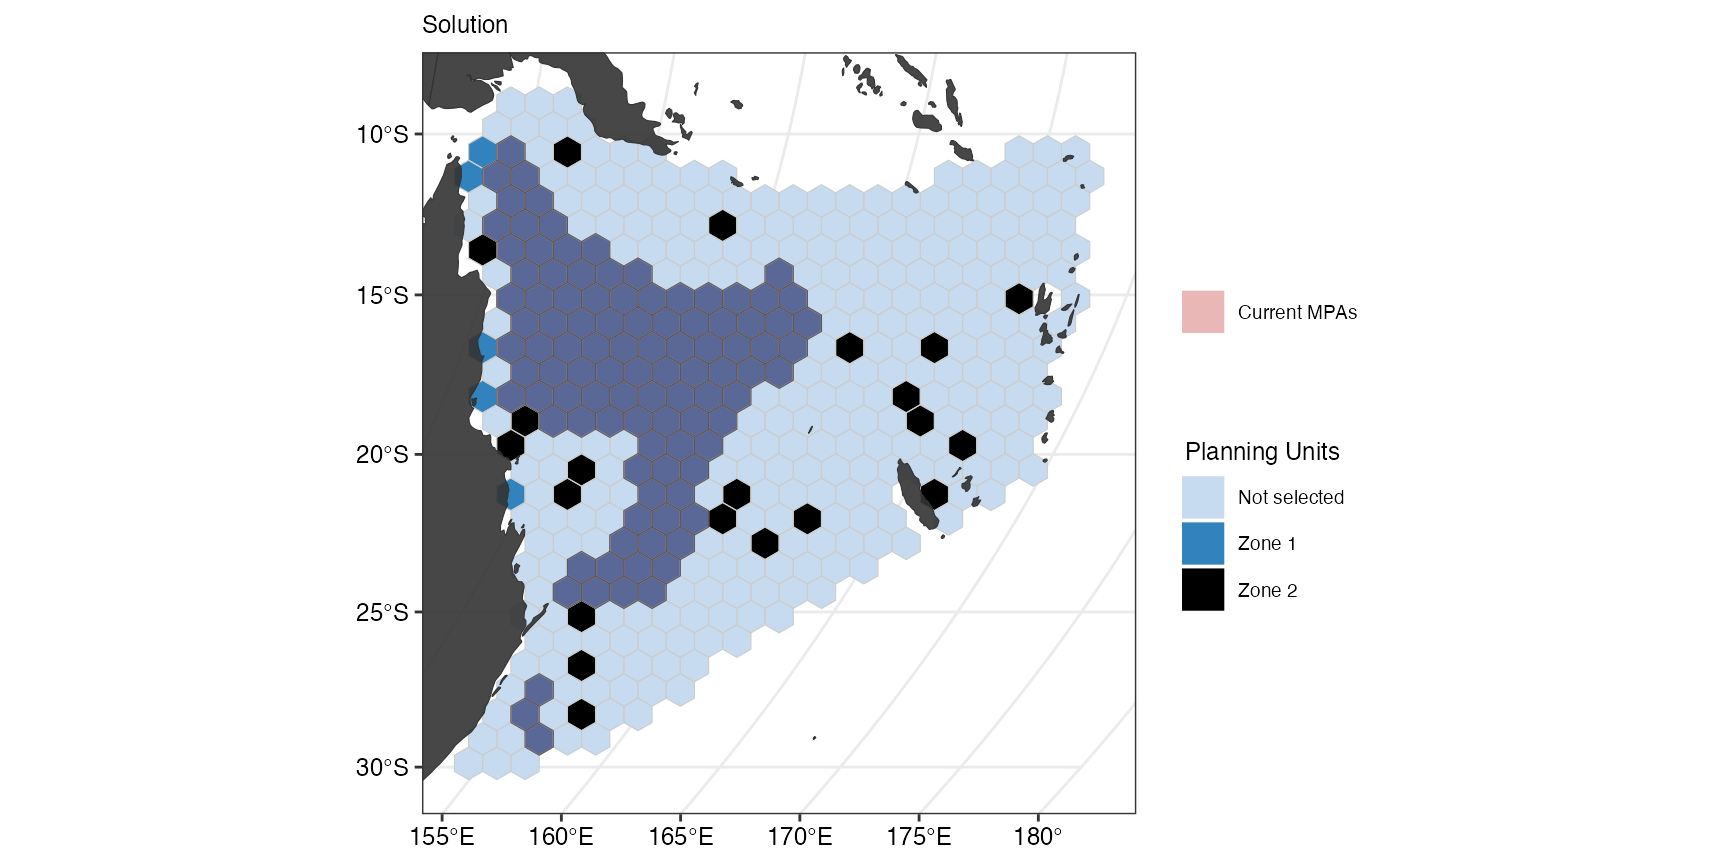 Solution
10°S
15°S
20°S
25°S
30°S
155°E 160°E 165°E 170°E 175°E 180°
Current MPAs
Planning Units
Not selected
Zone 1
Zone 2